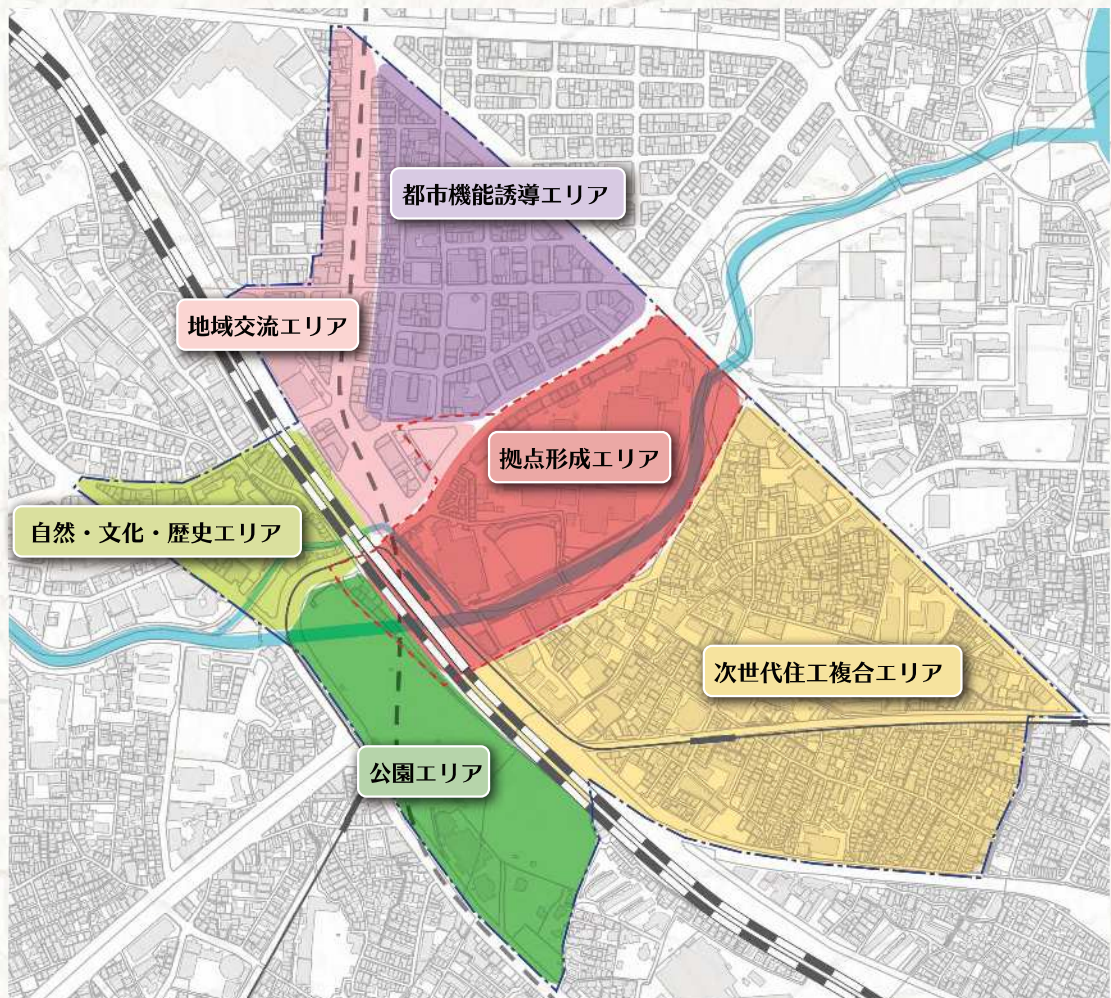 都市機能誘導エリア
地域交流エリア
拠点形成エリア
自然・文化・歴史エリア
次世代住工複合エリア
公園エリア